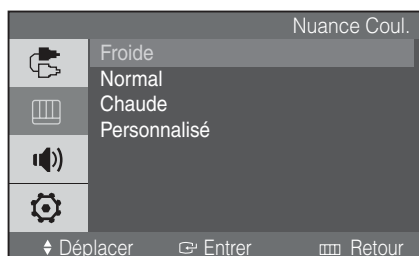 Nuance Coul.
Froide
Normal
Chaude
Personnalisé
Déplacer Entrer Retour